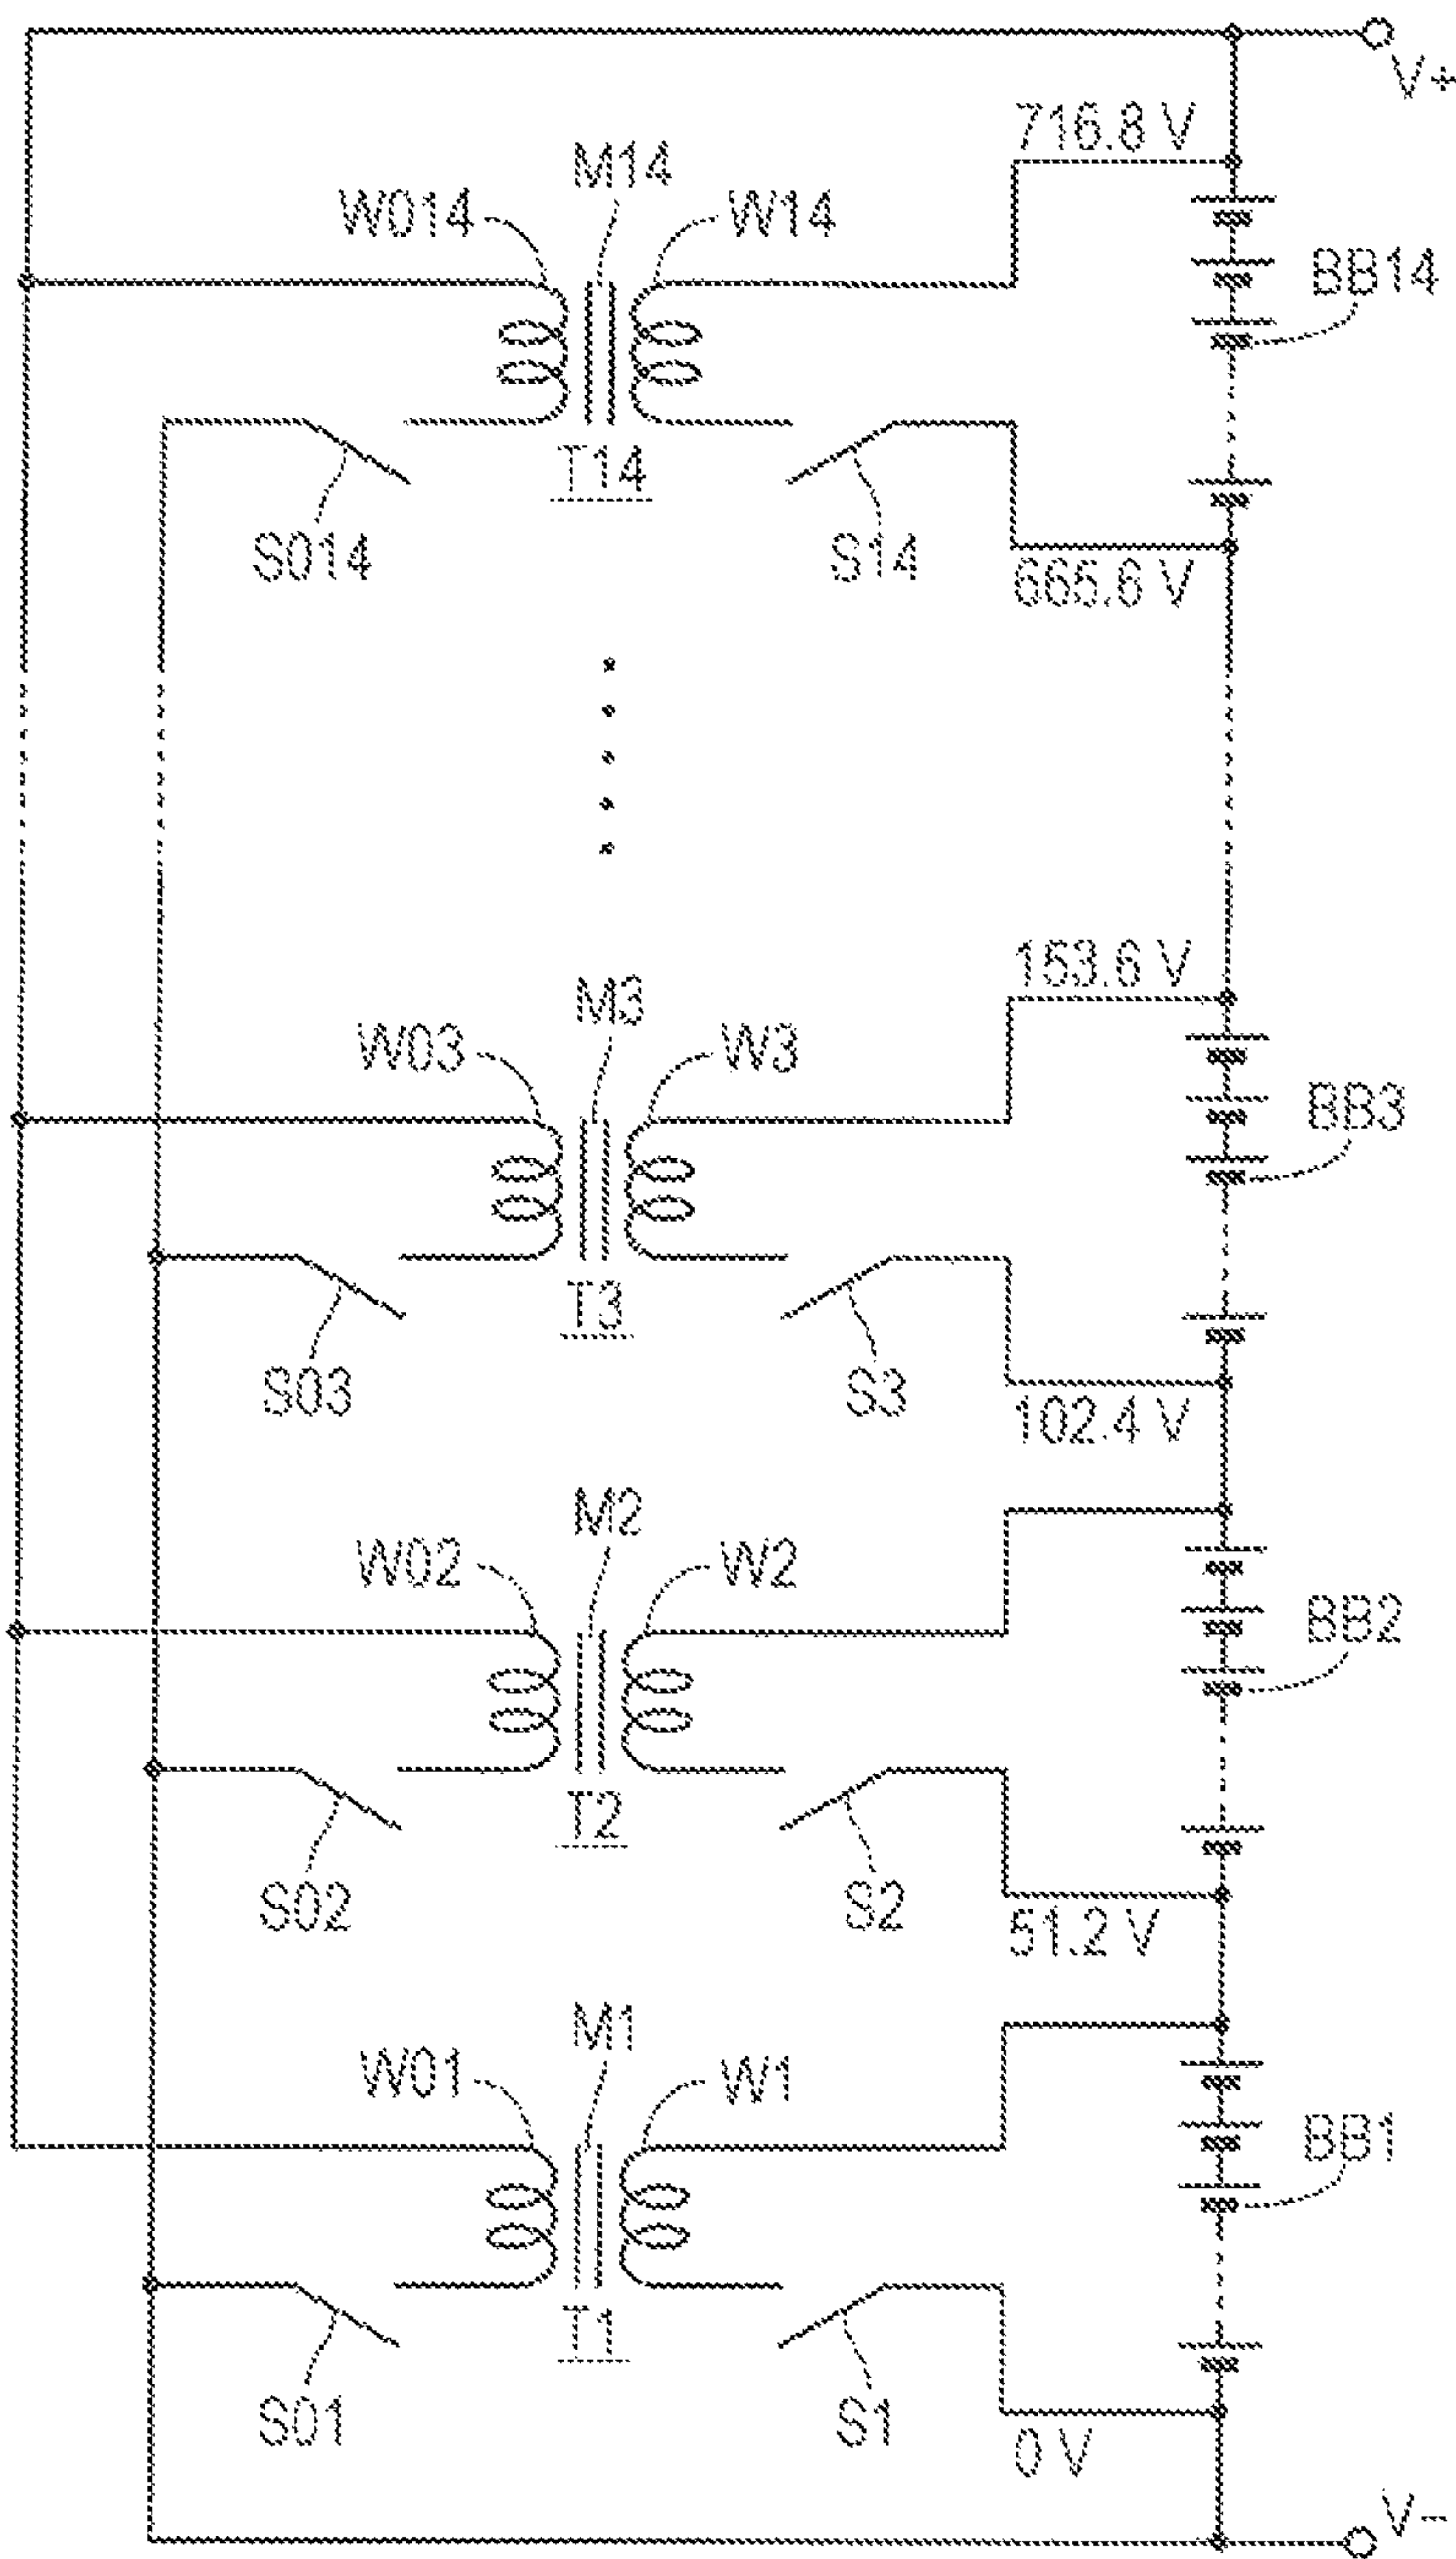 V+
716.8 V
M14
W014
W14
BB14
T14
S014
S14
665.6 V
153.6 V
M3
W03
W3
BB3
T3
S03
S3
102.4 V
M2
W02
W2
BB2
T2
S02
S2
51.2 V
M1
W01
W1
BB1
T1
S01
S1
0 V
V-